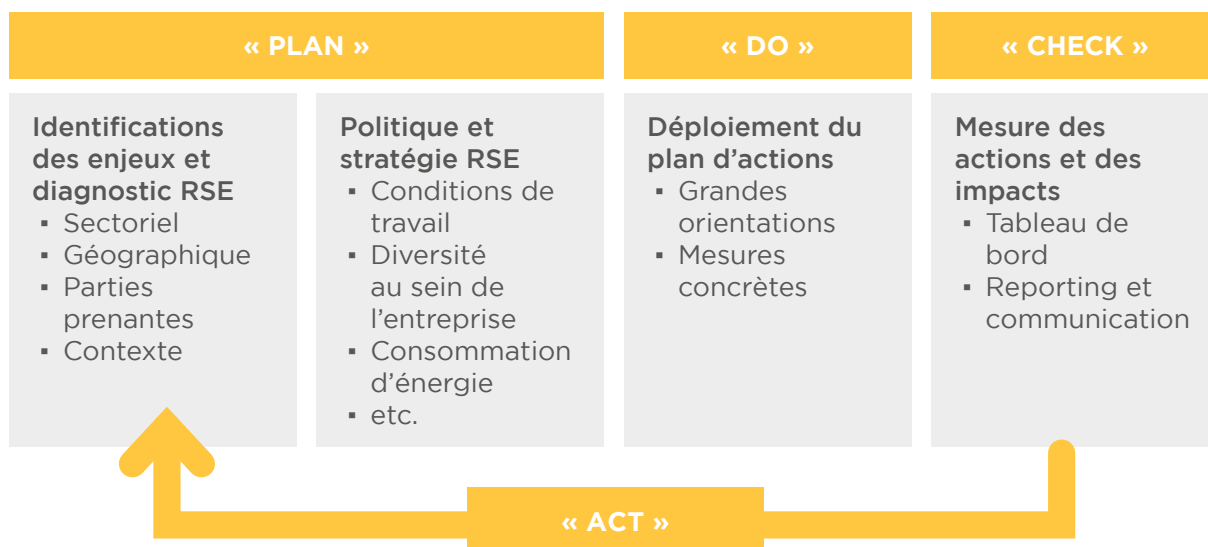 « PLAN »
« DO »
« CHECK »
Identifications
des enjeux et
diagnostic RSE
▪ Sectoriel
▪ Géographique
▪ Parties
prenantes
▪ Contexte
Politique et
stratégie RSE
▪ Conditions de
travail
▪ Diversité
au sein de
l’entreprise
▪ Consommation
d’énergie
▪ etc.
Déploiement du
plan d’actions
▪ Grandes
orientations
▪ Mesures
concrètes
Mesure des
actions et des
impacts
▪ Tableau de
bord
▪ Reporting et
communication
« ACT »